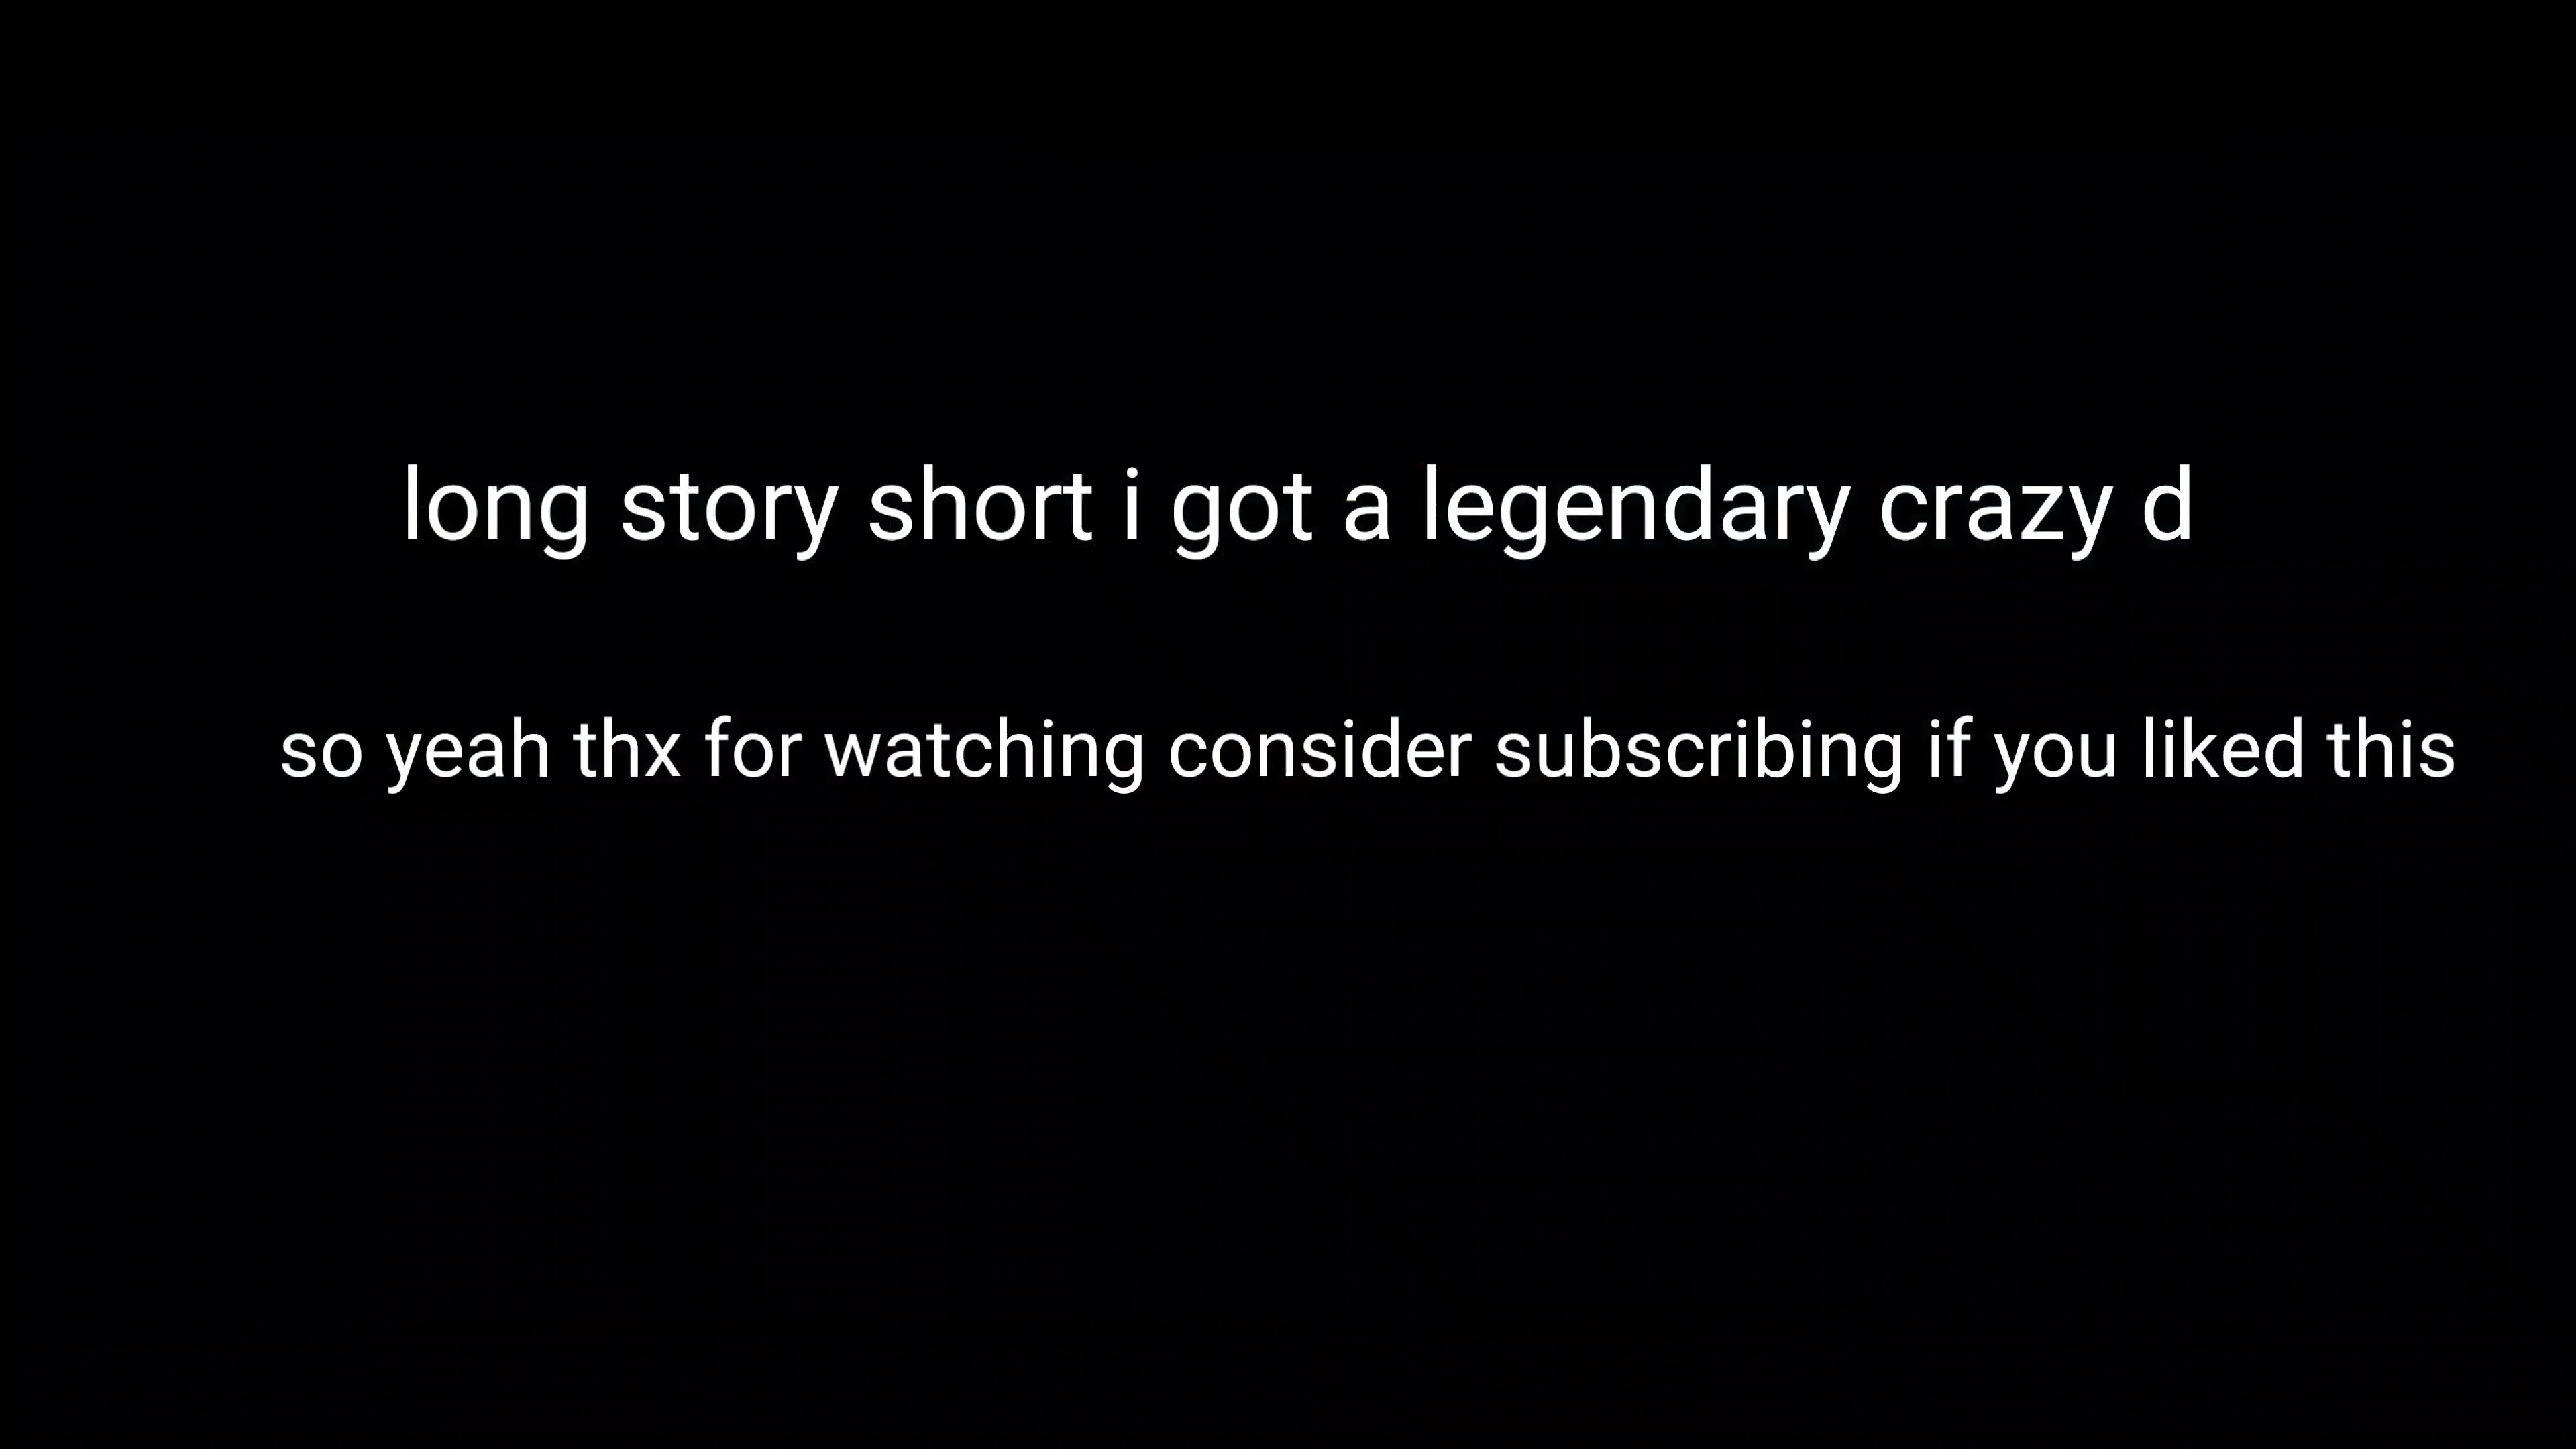 long story short i got a legendary crazy d
so yeah thx for watching consider subscribing if you liked this